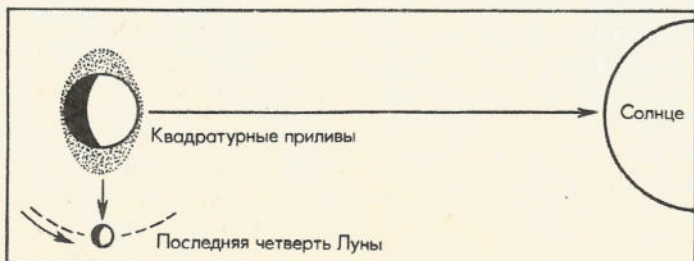 Солнце
Квадратурные приливы
Последняя четверть Луны